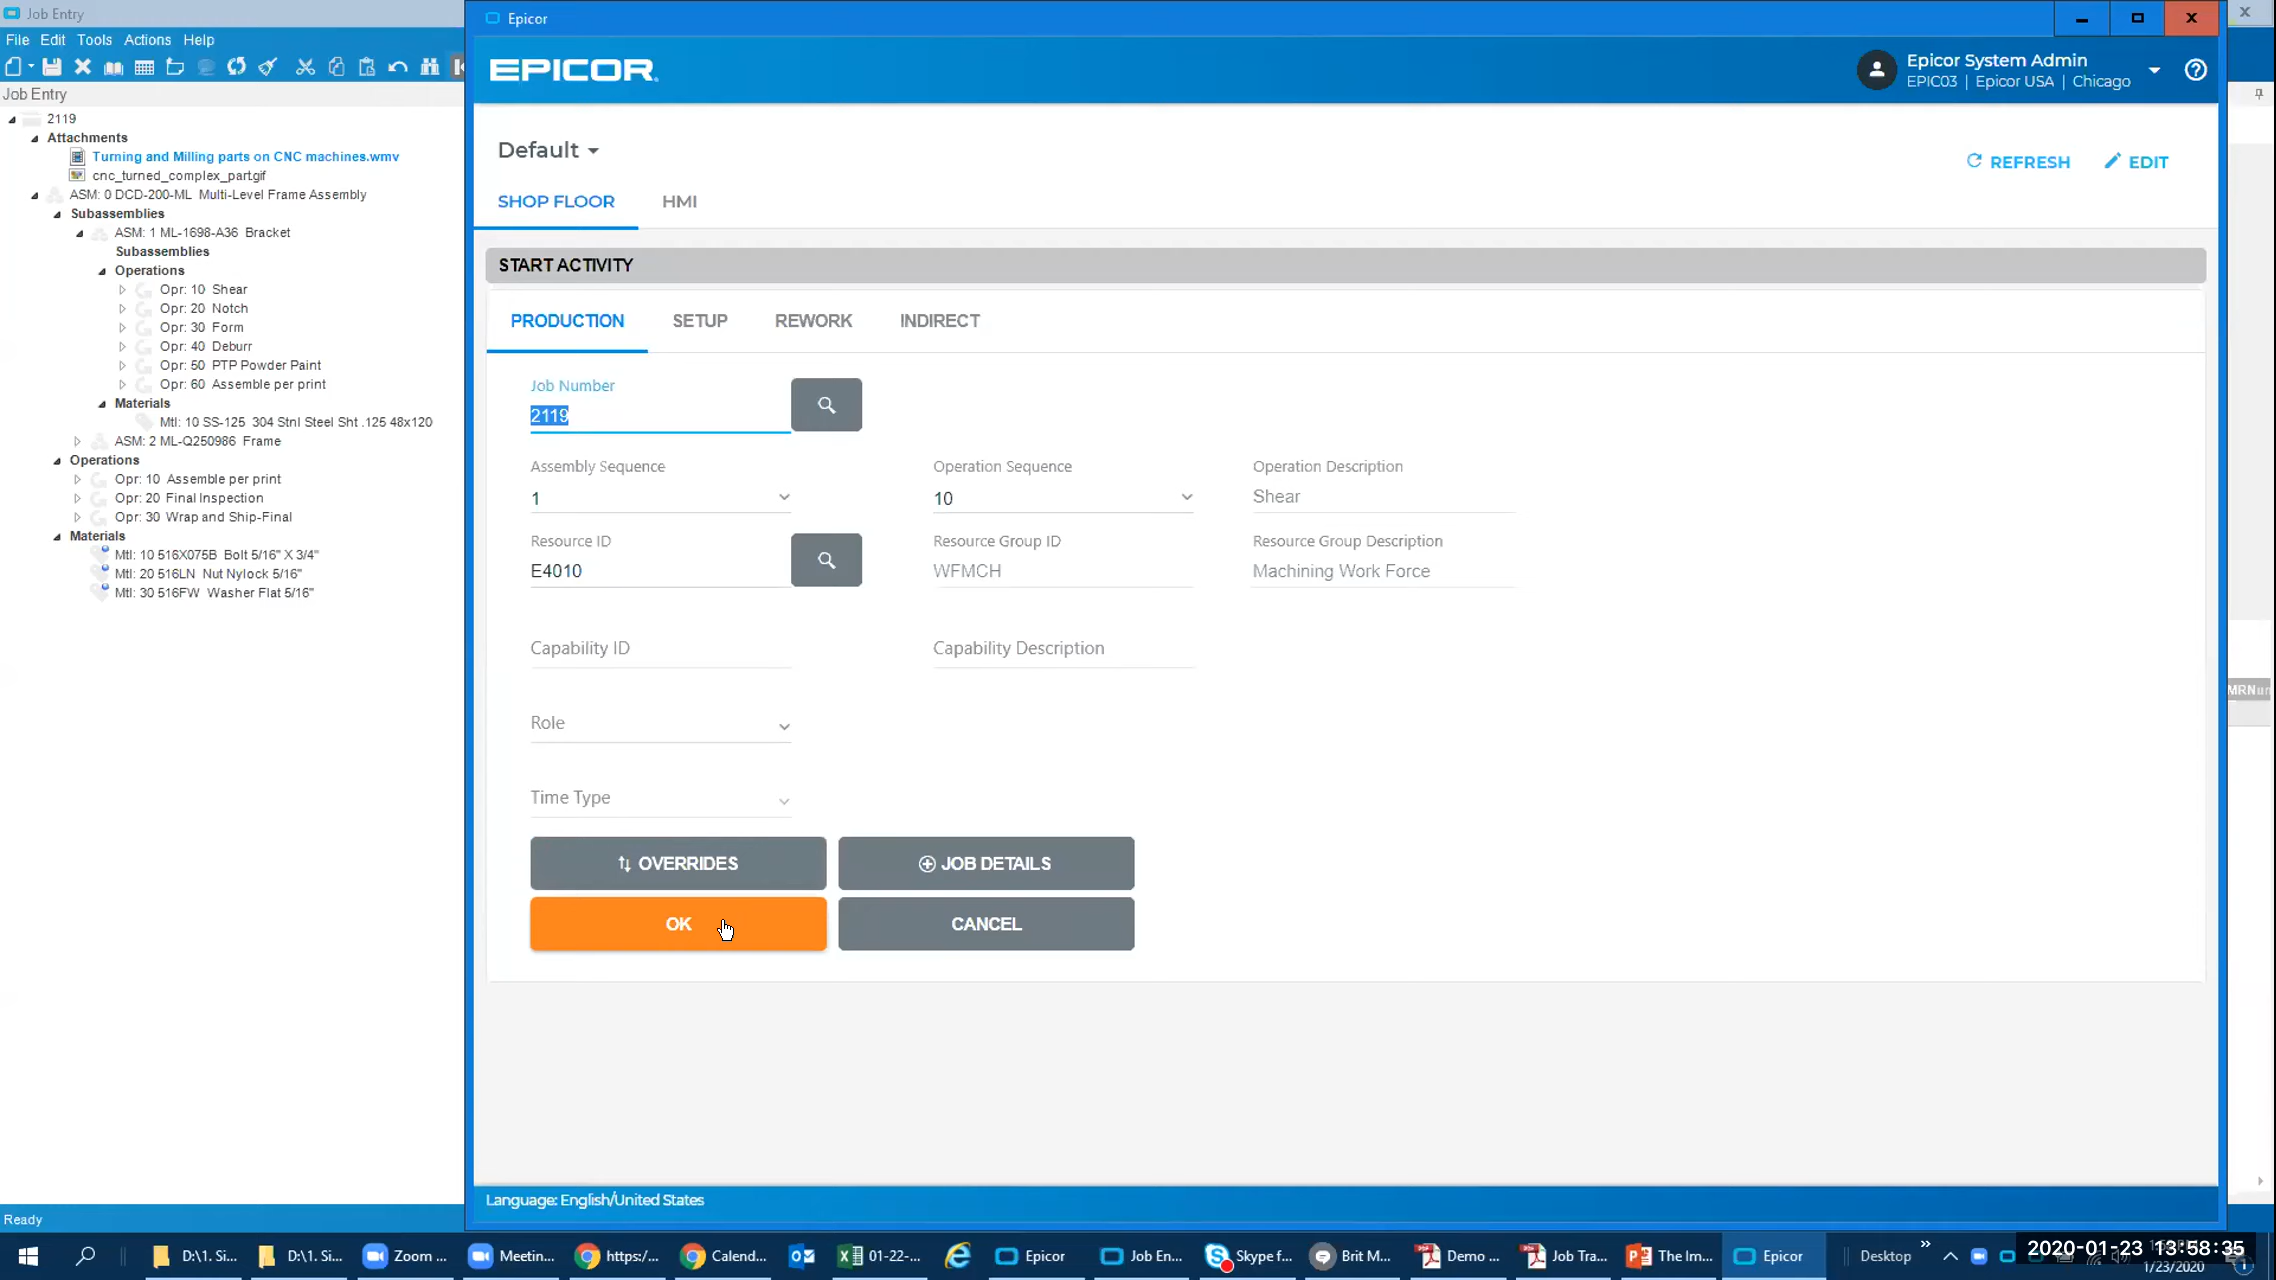 Job Entry
File Edit Tools Actions Help
Job Entry
2119
Attachments
Turning and Milling parts on CNC machines.wmv
cnc_turned_complex_part.gif
ASM: 0 DCD-200-ML Multi-Level Frame Assembly
Subassemblies
ASM: 1 ML-1698-A36 Bracket
Subassemblies
Operations
Opr: 10 Shear
Opr: 20 Notch
Opr: 30 Form
Opr: 40 Deburr
Opr: 50 PTP Powder Paint
Opr: 60 Assemble per print
Materials
Mtl: 10 SS-125 304 Stnl Steel Sht .125 48x120
ASM: 2 ML-Q250986 Frame
Operations
Opr: 10 Assemble per print
Opr: 20 Final Inspection
Opr: 30 Wrap and Ship-Final
Materials
Mtl: 10 516X075B Bolt 5/16" X 3/4"
Mtl: 20 516LN Nut Nylock 5/16"
Mtl: 30 516FW Washer Flat 5/16"
Ready
Epicor
EPICOR
Epicor System Admin
EPIC03 | Epicor USA | Chicago
Default
REFRESH EDIT
SHOP FLOOR HMI
START ACTIVITY
PRODUCTION SETUP REWORK INDIRECT
Job Number
2119
Assembly Sequence Operation Sequence Operation Description
1 10 Shear
Resource ID Resource Group ID Resource Group Description
E4010 WFMCH Machining Work Force
Capability ID Capability Description
Role
Time Type
OVERRIDES JOB DETAILS
OK CANCEL
Language: English/United States
D:\1. Si... D:\1. Si... Zoom ... Meetin... https:/... Calend... 01-22-... Epicor Job En... Skype f... Brit M... Demo ... Job Tra... The Im... Epicor Desktop
2020-01-23 13:58:35
1/23/2020